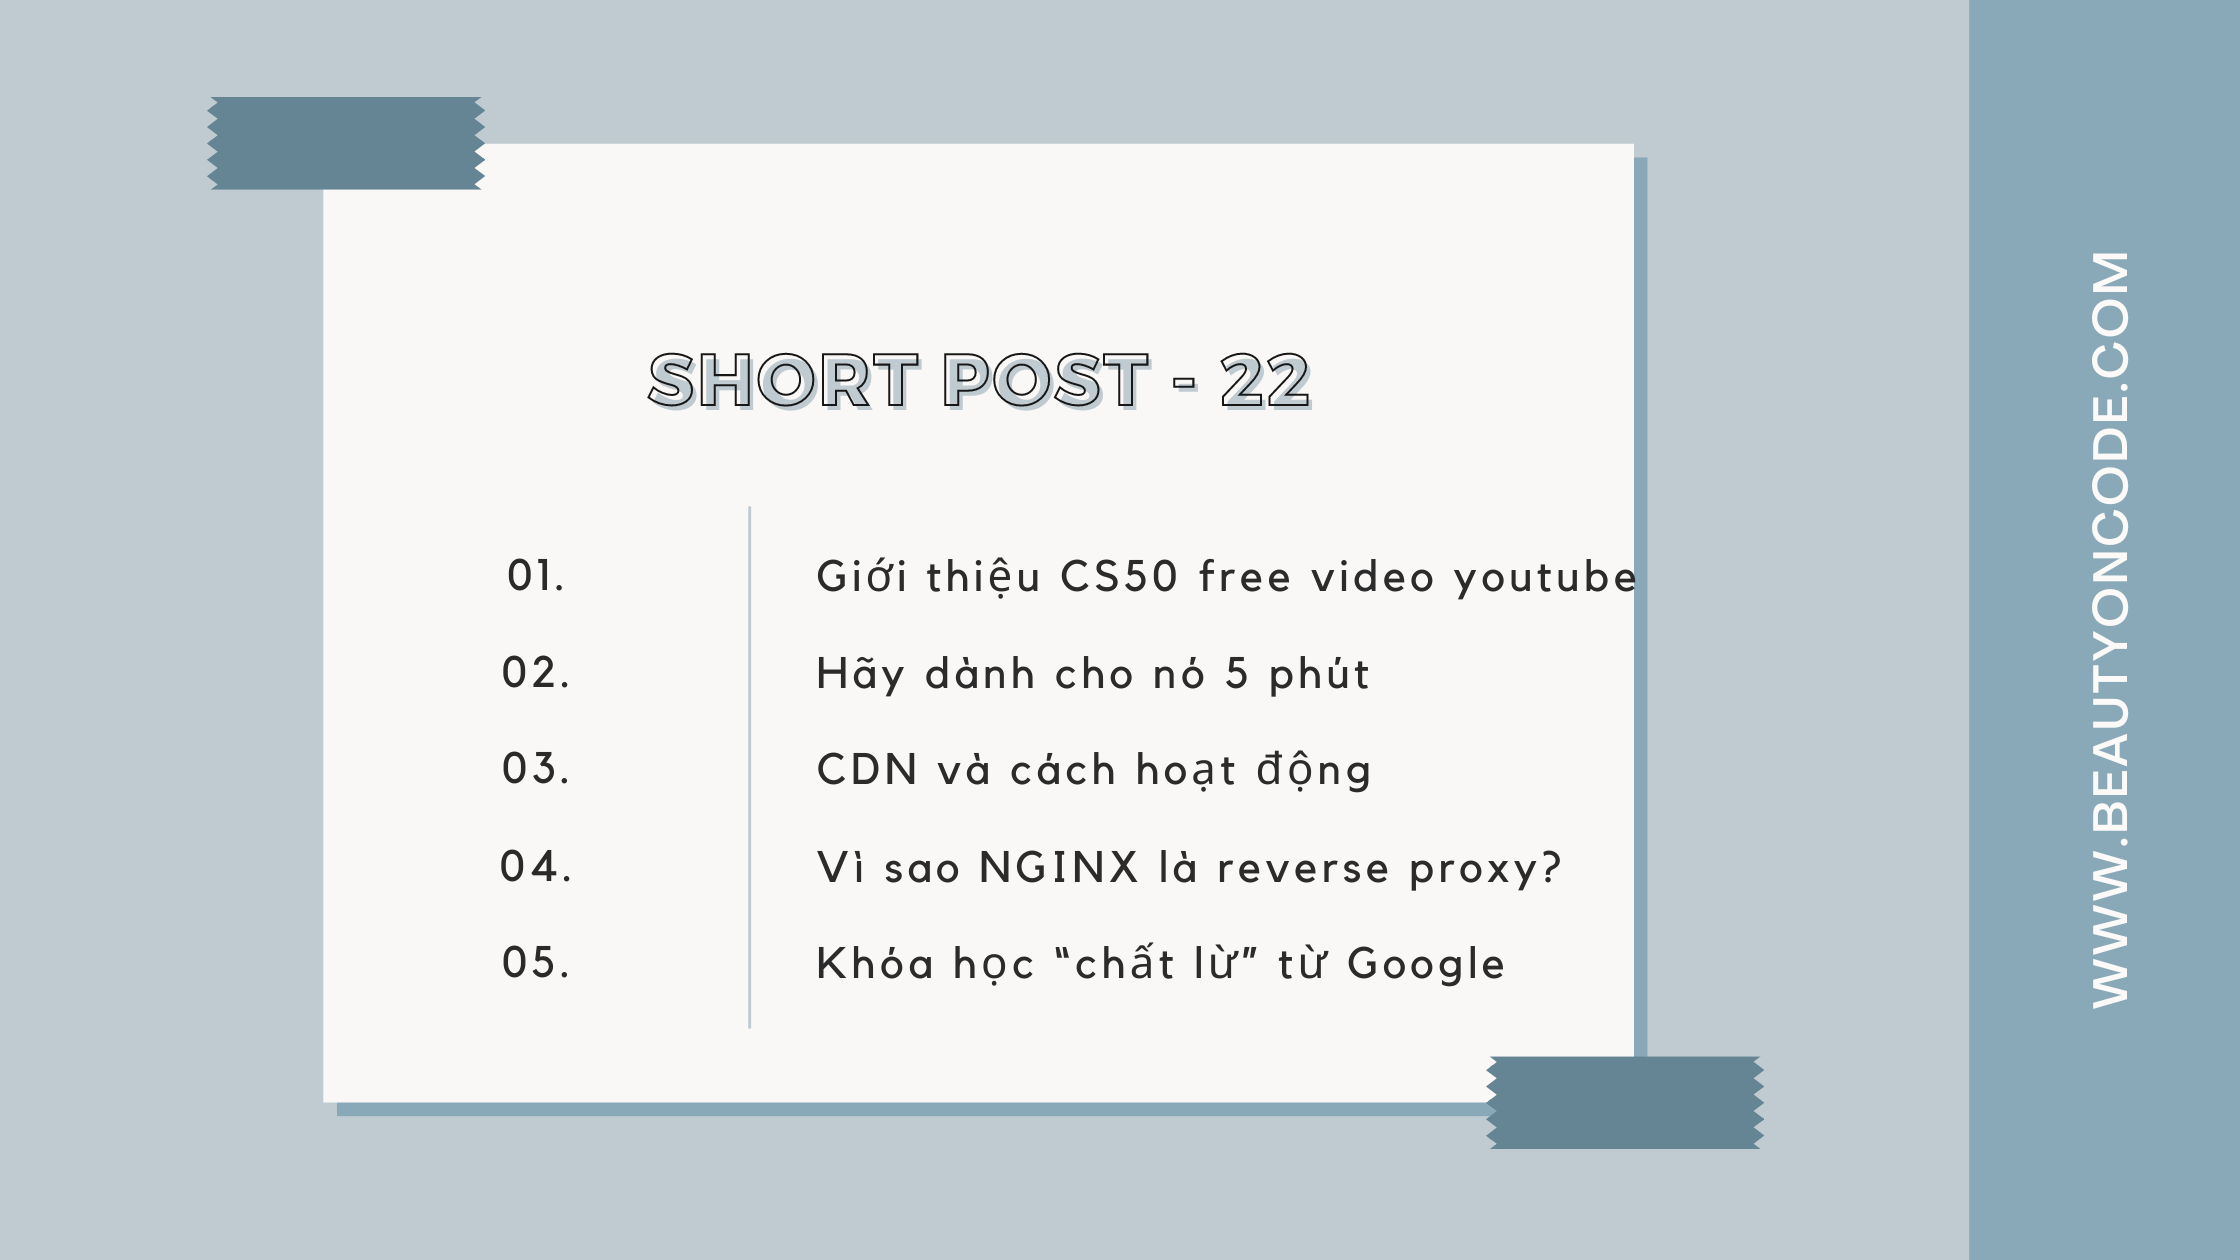 SHORT POST - 22
01. Giới thiệu CS50 free video youtube
02. Hãy dành cho nó 5 phút
03. CDN và cách hoạt động
04. Vì sao NGINX là reverse proxy?
05. Khóa học “chất lừ” từ Google
WWW.BEAUTYONCODE.COM